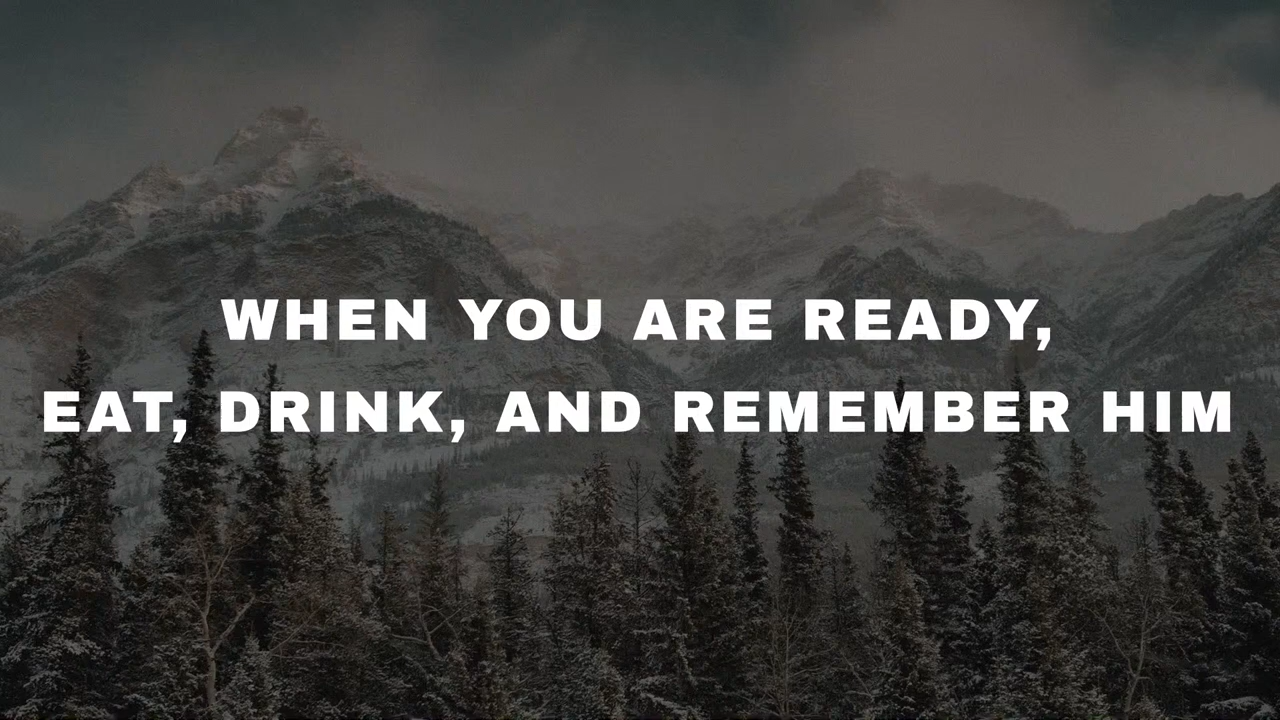 WHEN YOU ARE READY,
EAT, DRINK, AND REMEMBER HIM